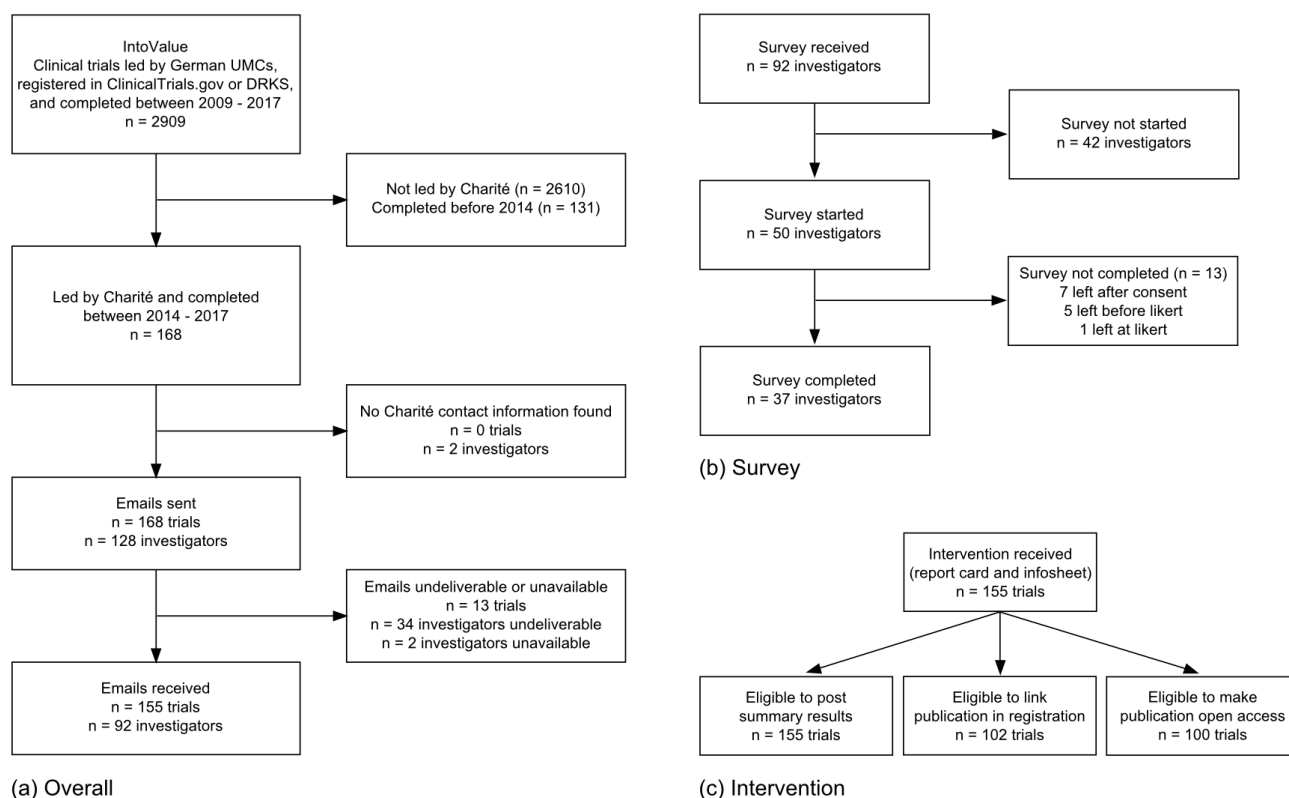 IntoValue
Clinical trials led by German UMCs,
registered in ClinicalTrials.gov or DRKS,
and completed between 2009 - 2017
n = 2909
Not led by Charité (n = 2610)
Completed before 2014 (n = 131)
Led by Charité and completed
between 2014 - 2017
n = 168
No Charité contact information found
n = 0 trials
n = 2 investigators
Emails sent
n = 168 trials
n = 128 investigators
Emails undeliverable or unavailable
n = 13 trials
n = 34 investigators undeliverable
n = 2 investigators unavailable
Emails received
n = 155 trials
n = 92 investigators
(a) Overall
Survey received
n = 92 investigators
Survey not started
n = 42 investigators
Survey started
n = 50 investigators
Survey not completed (n = 13)
7 left after consent
5 left before likert
1 left at likert
Survey completed
n = 37 investigators
(b) Survey
Intervention received
(report card and infosheet)
n = 155 trials
Eligible to post
summary results
n = 155 trials
Eligible to link
publication in registration
n = 102 trials
Eligible to make
publication open access
n = 100 trials
(c) Intervention